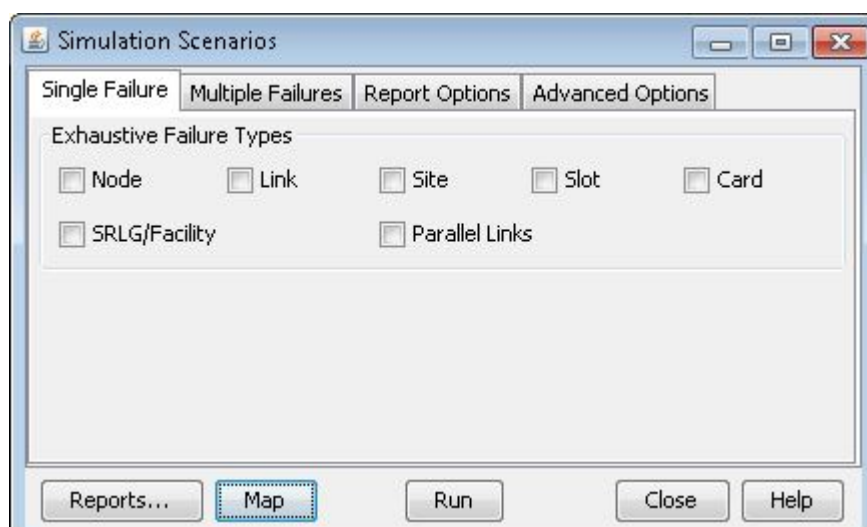 Simulation Scenarios
Single Failure Multiple Failures Report Options Advanced Options
Exhaustive Failure Types
Node Link Site Slot Card
SRLG/Facility Parallel Links
Reports... Map Run Close Help